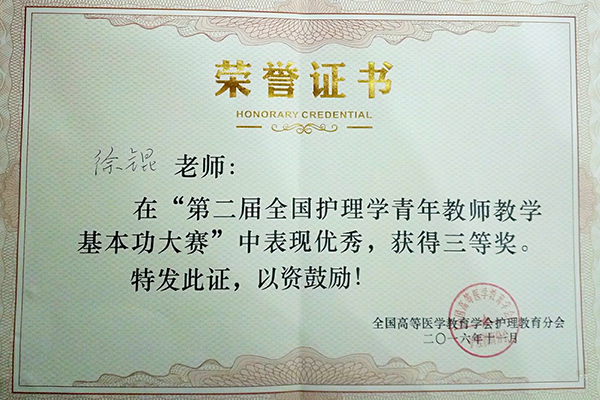 荣誉证书
HONORARY CREDENTIAL
徐锟 老师：
在“第二届全国护理学青年教师教学
基本功大赛”中表现优秀，获得三等奖。
特发此证，以资鼓励！
全国高等医学教育学会护理教育分会
二〇一六年十一月